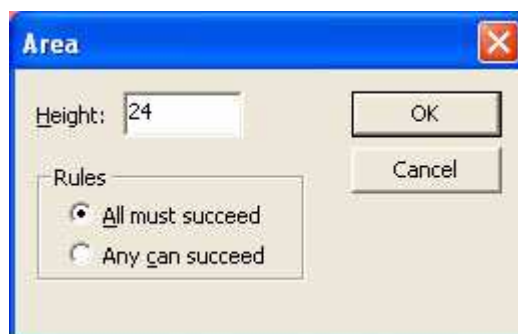 Area
Height: 24
OK
Cancel
Rules
All must succeed
Any can succeed